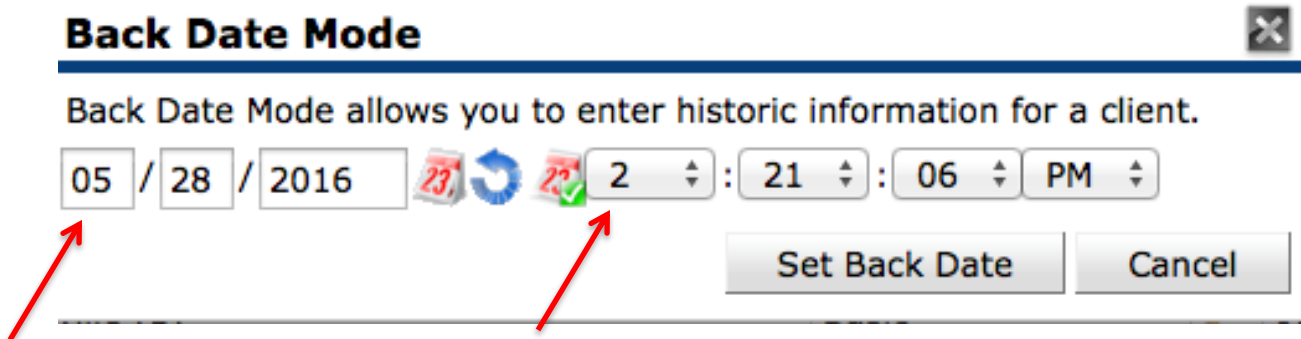 Back Date Mode
Back Date Mode allows you to enter historic information for a client.
05 / 28 / 2016 23 23 2 : 21 : 06 PM
Set Back Date Cancel